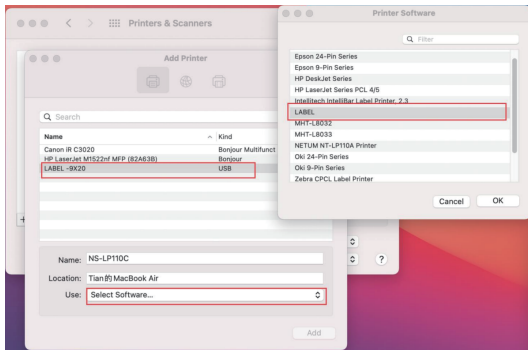 Printers & Scanners
Add Printer
Search
Name
Kind
Canon iR C3020
Bonjour Multifunct
HP LaserJet M1522nf MFP (82A63B)
Bonjour
LABEL -9X20
USB
Name:
NS-LP110C
Location:
Tian的 MacBook Air
Use:
Select Software...
?
Add
Printer Software
Filter
Epson 24-Pin Series
Epson 9-Pin Series
HP DeskJet Series
HP LaserJet Series PCL 4/5
Intellitech IntelliBar Label Printer, 2.3
LABEL
MHT-L8032
MHT-L8033
NETUM NT-LP110A Printer
Oki 24-Pin Series
Oki 9-Pin Series
Zebra CPCL Label Printer
Cancel
OK